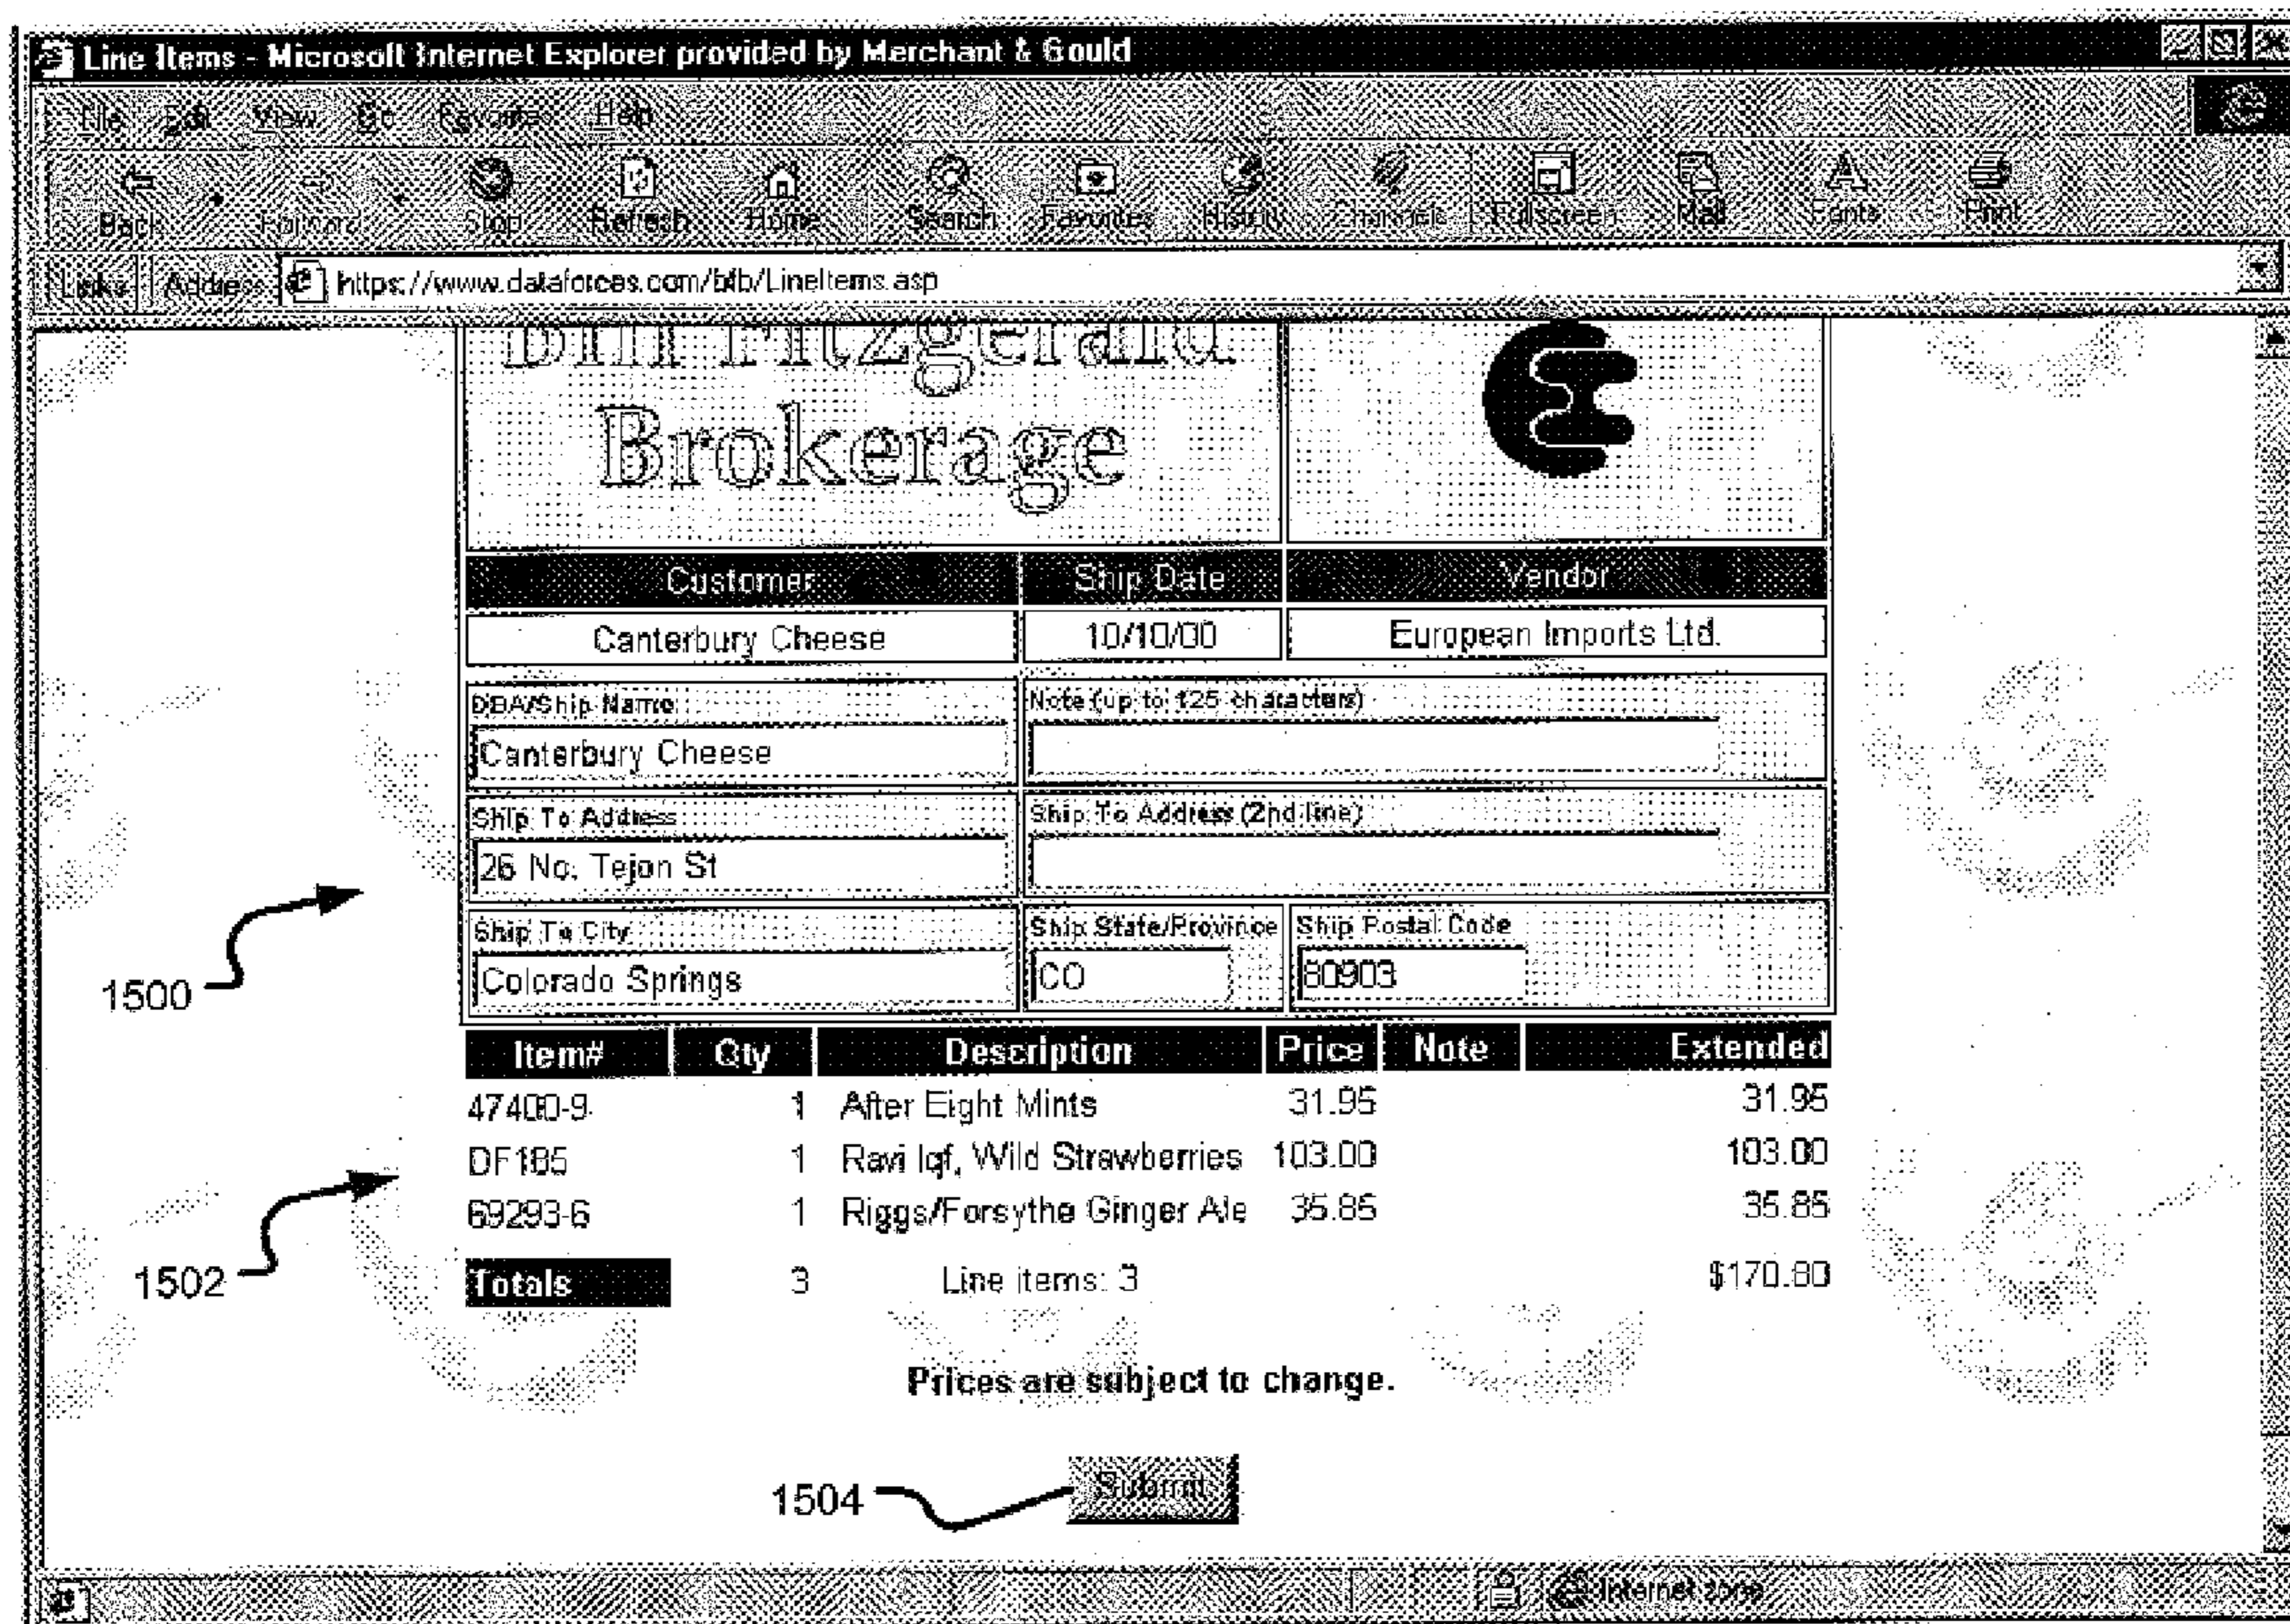 Line Items - Microsoft Internet Explorer provided by Merchant & Gould
File Edit View Go Favorites Help
Back Forward Stop Refresh Home Search Favorites History Channels Fullscreen Mail Fonts Print
Links Address https://www.dataforces.com/bfb/LineItems.asp
Bill Fitzgerald
Brokerage
Customer Ship Date Vendor
Canterbury Cheese 10/10/00 European Imports Ltd.
DBA/Ship Name Note (up to 125 characters)
Canterbury Cheese
Ship To Address Ship To Address (2nd line)
26 No. Tejon St
Ship To City Ship State/Province Ship Postal Code
Colorado Springs CO 80903
1500
Item# Qty Description Price Note Extended
47400-9 1 After Eight Mints 31.95 31.95
DF185 1 Ravi Iqf, Wild Strawberries 103.00 103.00
69293-6 1 Riggs/Forsythe Ginger Ale 35.85 35.85
1502
Totals 3 Line items: 3 $170.80
Prices are subject to change.
1504
Submit
Internet zone